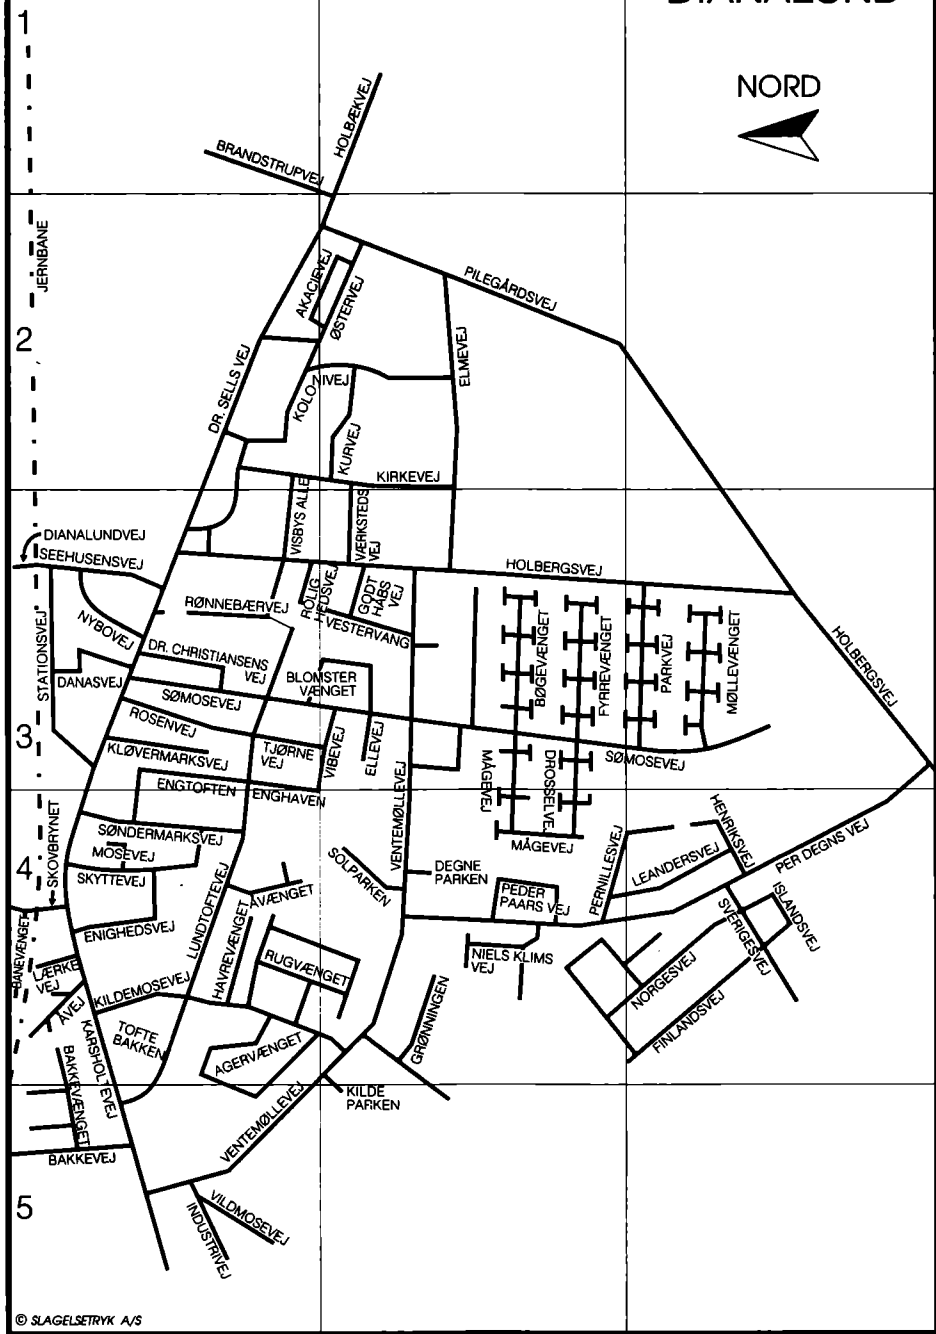 DIANALUND
1
NORD
HOLBÆKVEJ
BRANDSTRUPVEJ
JERNBANE
AKACIEVEJ
ØSTERVEJ
PILEGÅRDSVEJ
2
DR. SELLS VEJ
KOLO-NIVEJ
ELMEVEJ
KURVEJ
KIRKEVEJ
VISBYS ALLE
VÆRKSTEDS
VEJ
DIANALUNDVEJ
SEEHUSENSVEJ
HOLBERGSVEJ
RØNNEBÆRVEJ
ROLIG
HEDSVEJ
GODT
HÅBS
VEJ
VESTERVANG
NYBOVEJ
STATIONSVEJ
DR. CHRISTIANSENS
VEJ
DANASVEJ
BLOMSTER
VÆNGET
BØGEVÆNGET
FYRREVÆNGET
PARKVEJ
MØLLEVÆNGET
HOLBERGSVEJ
SØMOSEVEJ
ROSENVEJ
3
KLØVERMARKSVEJ
TJØRNE
VEJ
VIBEVEJ
ELLEVEJ
SØMOSEVEJ
MÅGEVEJ
DROSSELVEJ
ENGTOFTEN
ENGHAVEN
VENTEMØLLEVEJ
SKOVBRYNET
SØNDERMARKSVEJ
MOSEVEJ
SKYTTEVEJ
4
MÅGEVEJ
SOLPARKEN
DEGNE
PARKEN
PERNILLESVEJ
LEANDERSVEJ
HENRIKSVEJ
PER DEGNS VEJ
PEDER
PAARS VEJ
LUNDTOFTEVEJ
ÅVÆNGET
ENIGHEDSVEJ
HAVREVÆNGET
BANEVÆNGET
RUGVÆNGET
NIELS KLIMS
VEJ
SVERIGESVEJ
ISLANDSVEJ
LÆRKE
VEJ
ÅVEJ
KILDEMOSEVEJ
NORGESVEJ
FINLANDSVEJ
GRØNNINGEN
TOFTE
BAKKEN
AGERVÆNGET
KARSHOLTEVEJ
BAKKEVÆNGET
KILDE
PARKEN
VENTEMØLLEVEJ
BAKKEVEJ
5
VILDMOSEVEJ
INDUSTRIVEJ
© SLAGELSETRYK A/S